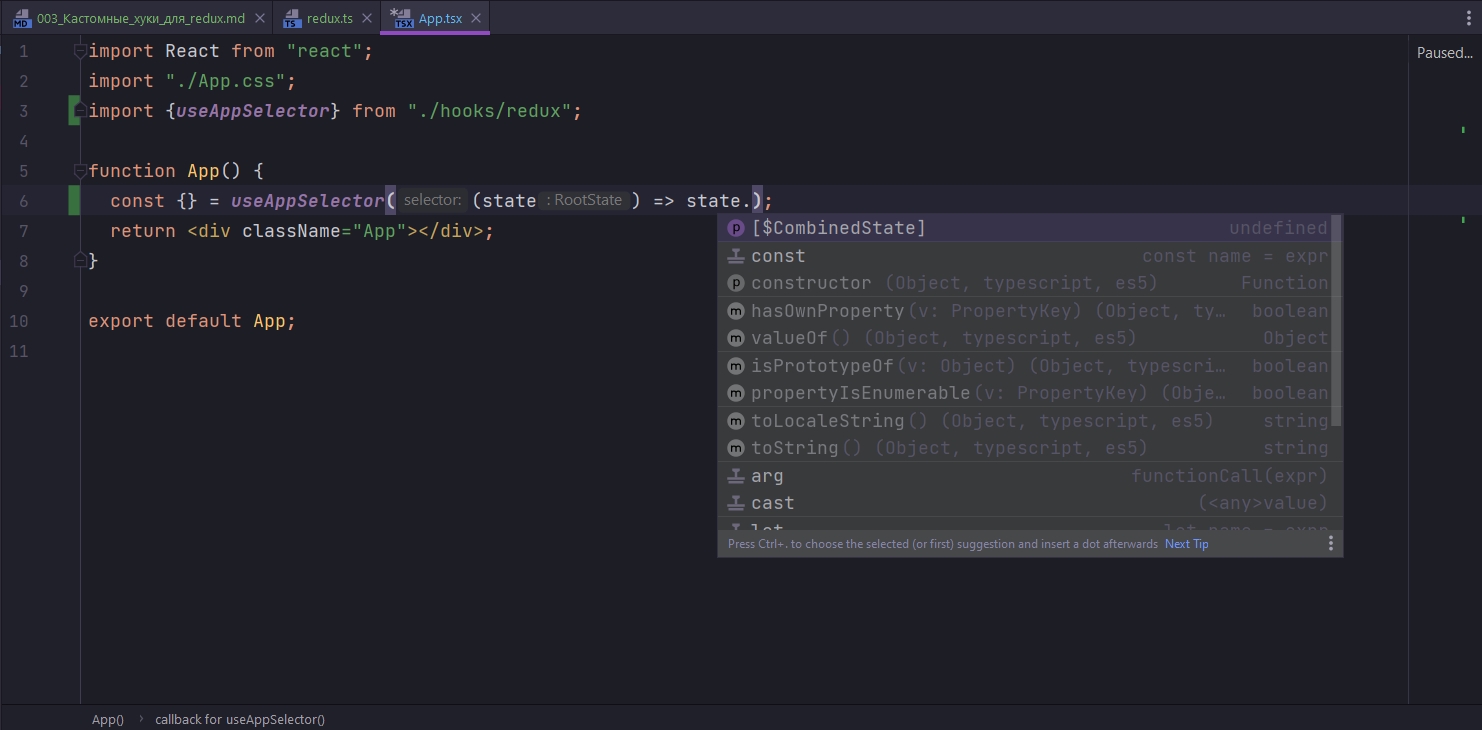 003_Кастомные_хуки_для_redux.md redux.ts App.tsx
Paused...
1 import React from "react";
2 import "./App.css";
3 import {useAppSelector} from "./hooks/redux";
4
5 function App() {
6 const {} = useAppSelector( selector: (state : RootState ) => state.);
7 return <div className="App"></div>;
8 }
9
10 export default App;
11
[$CombinedState] undefined
const const name = expr
constructor (Object, typescript, es5) Function
hasOwnProperty(v: PropertyKey) (Object, ty… boolean
valueOf() (Object, typescript, es5) Object
isPrototypeOf(v: Object) (Object, typescri… boolean
propertyIsEnumerable(v: PropertyKey) (Obje… boolean
toLocaleString() (Object, typescript, es5) string
toString() (Object, typescript, es5) string
arg functionCall(expr)
cast (<any>value)
let let name = expr
Press Ctrl+. to choose the selected (or first) suggestion and insert a dot afterwards Next Tip
App() › callback for useAppSelector()